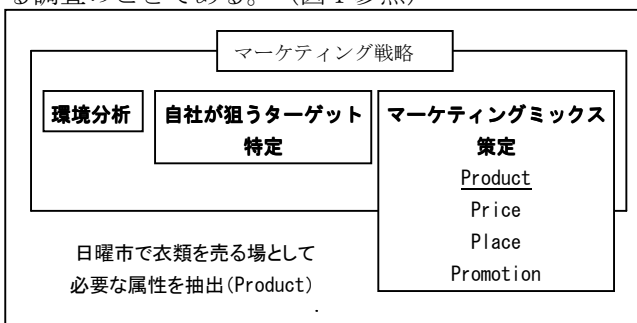 る調査のことである。（図1参照）
マーケティング戦略
環境分析
自社が狙うターゲット
特定
マーケティングミックス
策定
Product
Price
Place
Promotion
日曜市で衣類を売る場として
必要な属性を抽出(Product)
.